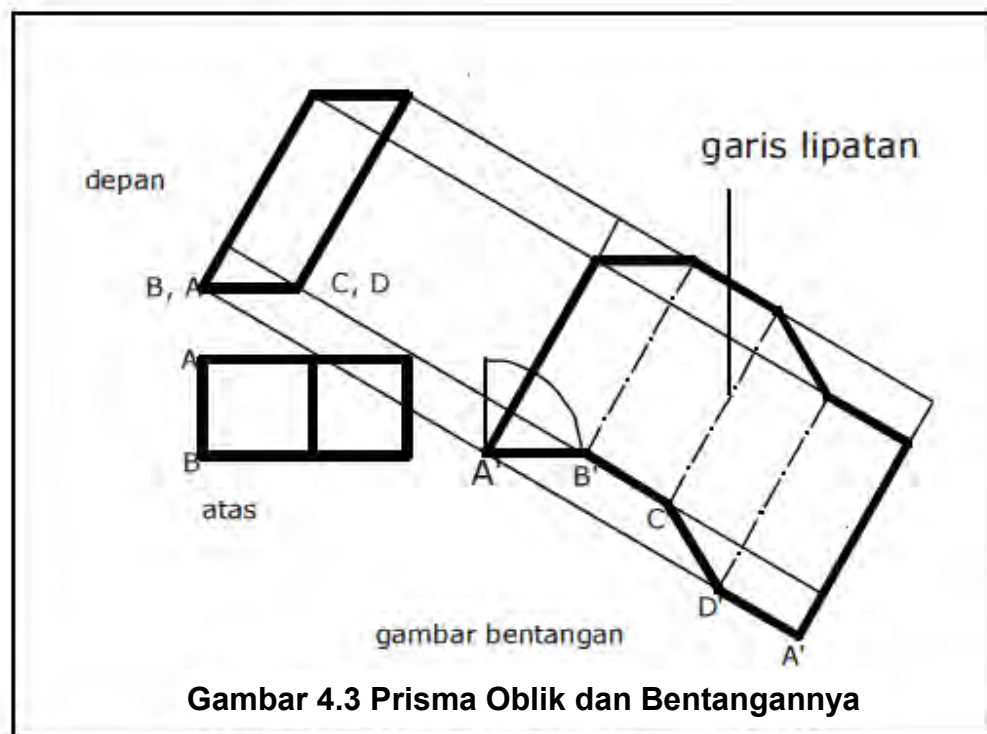 garis lipatan
depan
B, A
C, D
A
B
atas
A'
B'
C
D'
A'
gambar bentangan
Gambar 4.3 Prisma Oblik dan Bentangannya